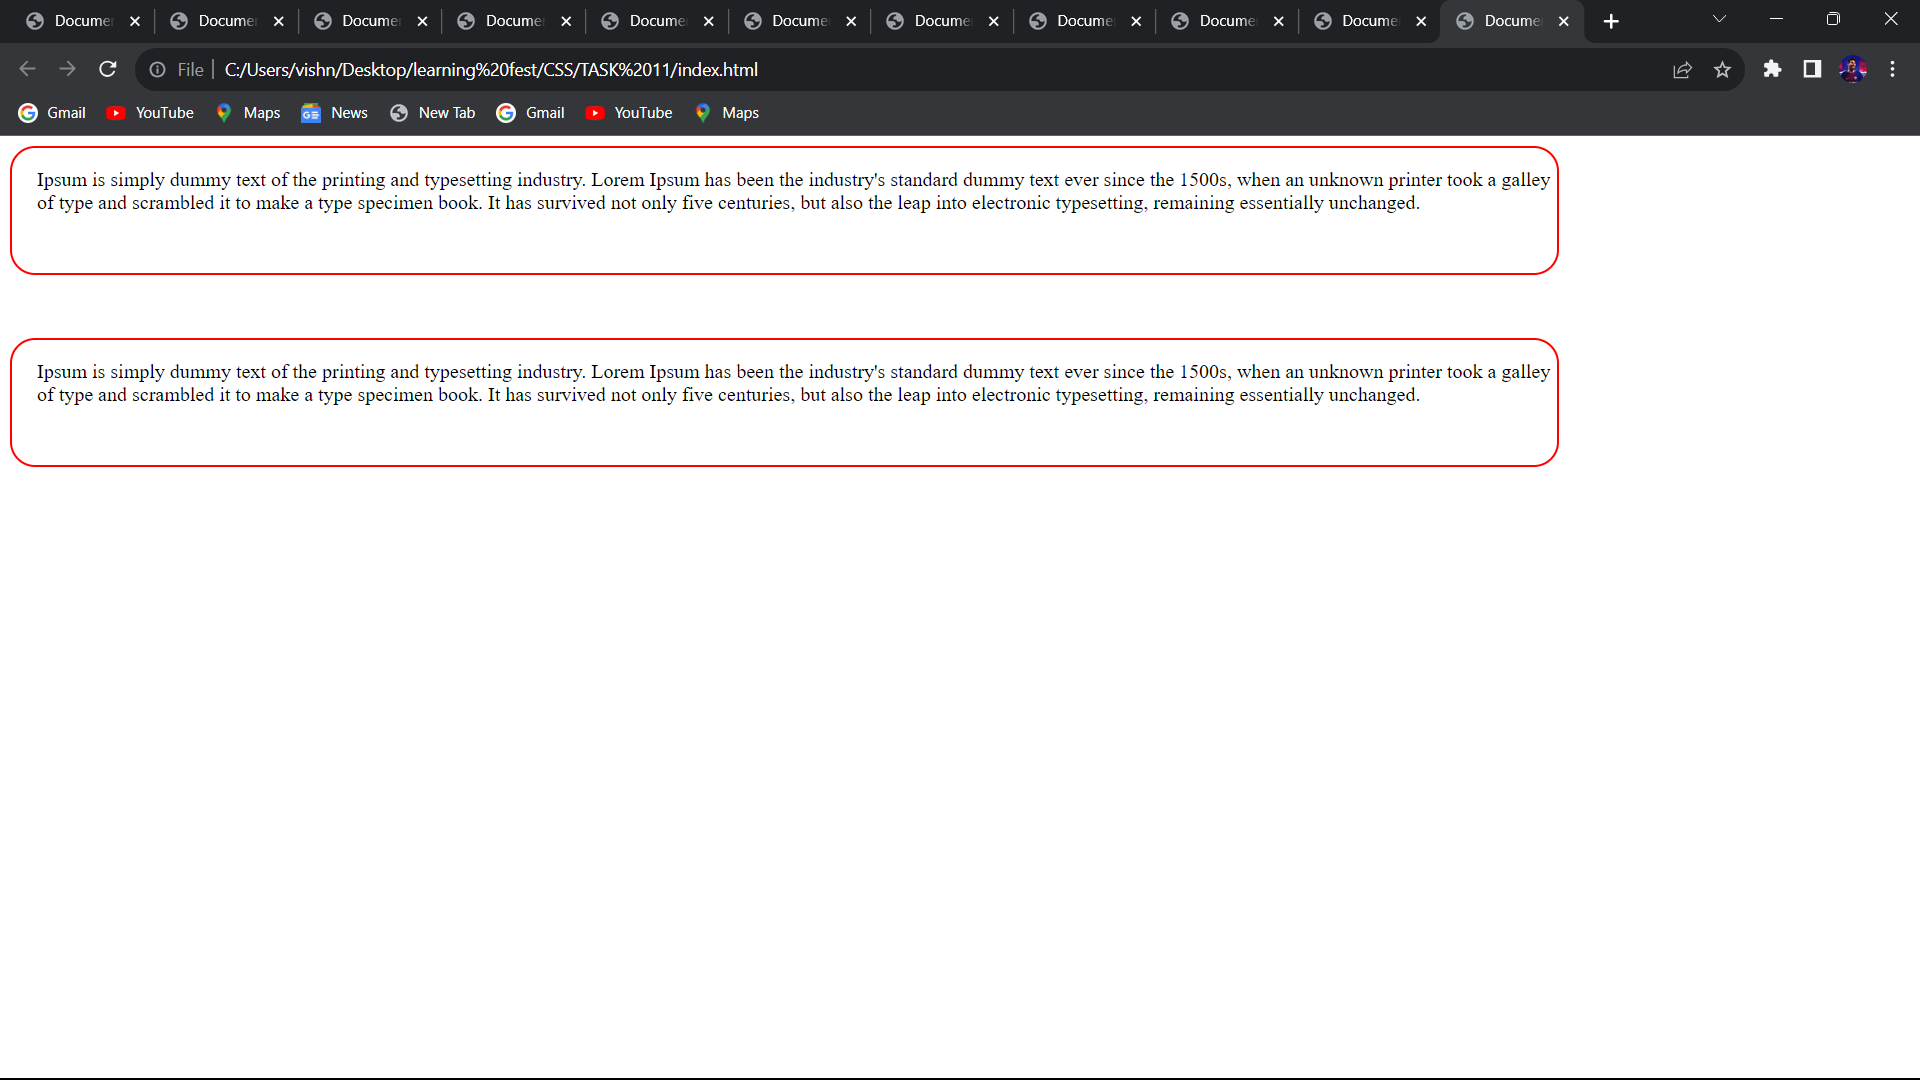 Docume Docume Docume Docume Docume Docume Docume Docume Docume Docume Docume
File C:/Users/vishn/Desktop/learning%20fest/CSS/TASK%2011/index.html
Gmail YouTube Maps News New Tab Gmail YouTube Maps
Ipsum is simply dummy text of the printing and typesetting industry. Lorem Ipsum has been the industry's standard dummy text ever since the 1500s, when an unknown printer took a galley
of type and scrambled it to make a type specimen book. It has survived not only five centuries, but also the leap into electronic typesetting, remaining essentially unchanged.
Ipsum is simply dummy text of the printing and typesetting industry. Lorem Ipsum has been the industry's standard dummy text ever since the 1500s, when an unknown printer took a galley
of type and scrambled it to make a type specimen book. It has survived not only five centuries, but also the leap into electronic typesetting, remaining essentially unchanged.